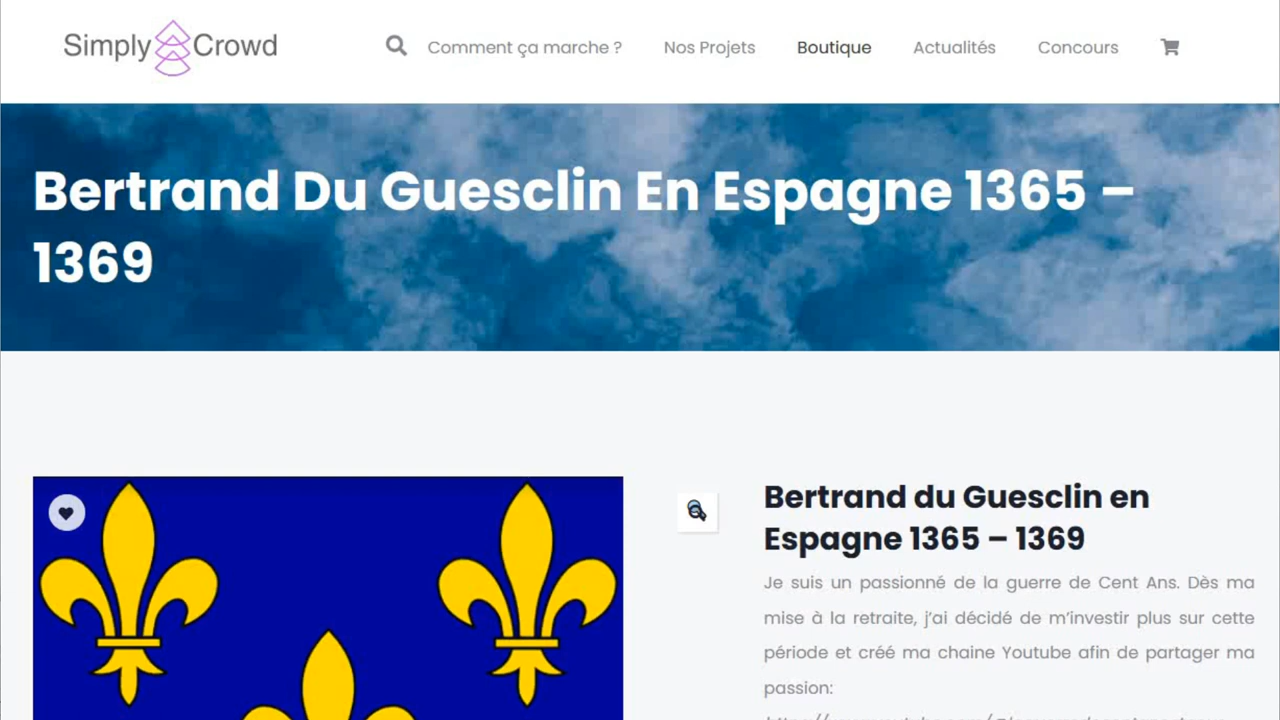 Simply Crowd
Comment ça marche ?
Nos Projets
Boutique
Actualités
Concours
Bertrand Du Guesclin En Espagne 1365 –
1369
Bertrand du Guesclin en
Espagne 1365 – 1369
Je suis un passionné de la guerre de Cent Ans. Dès ma
mise à la retraite, j’ai décidé de m’investir plus sur cette
période et créé ma chaine Youtube afin de partager ma
passion: